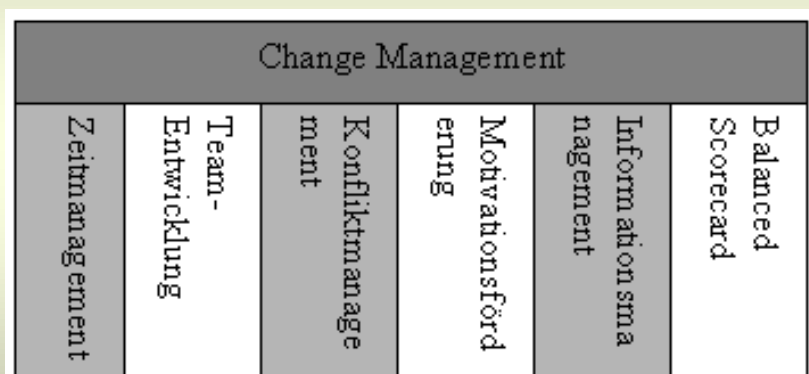 Change Management
Zeitmanagement
Team-
Entwicklung
Konfliktmanage
ment
Motivationsförd
erung
Informationsma
nagement
Balanced
Scorecard